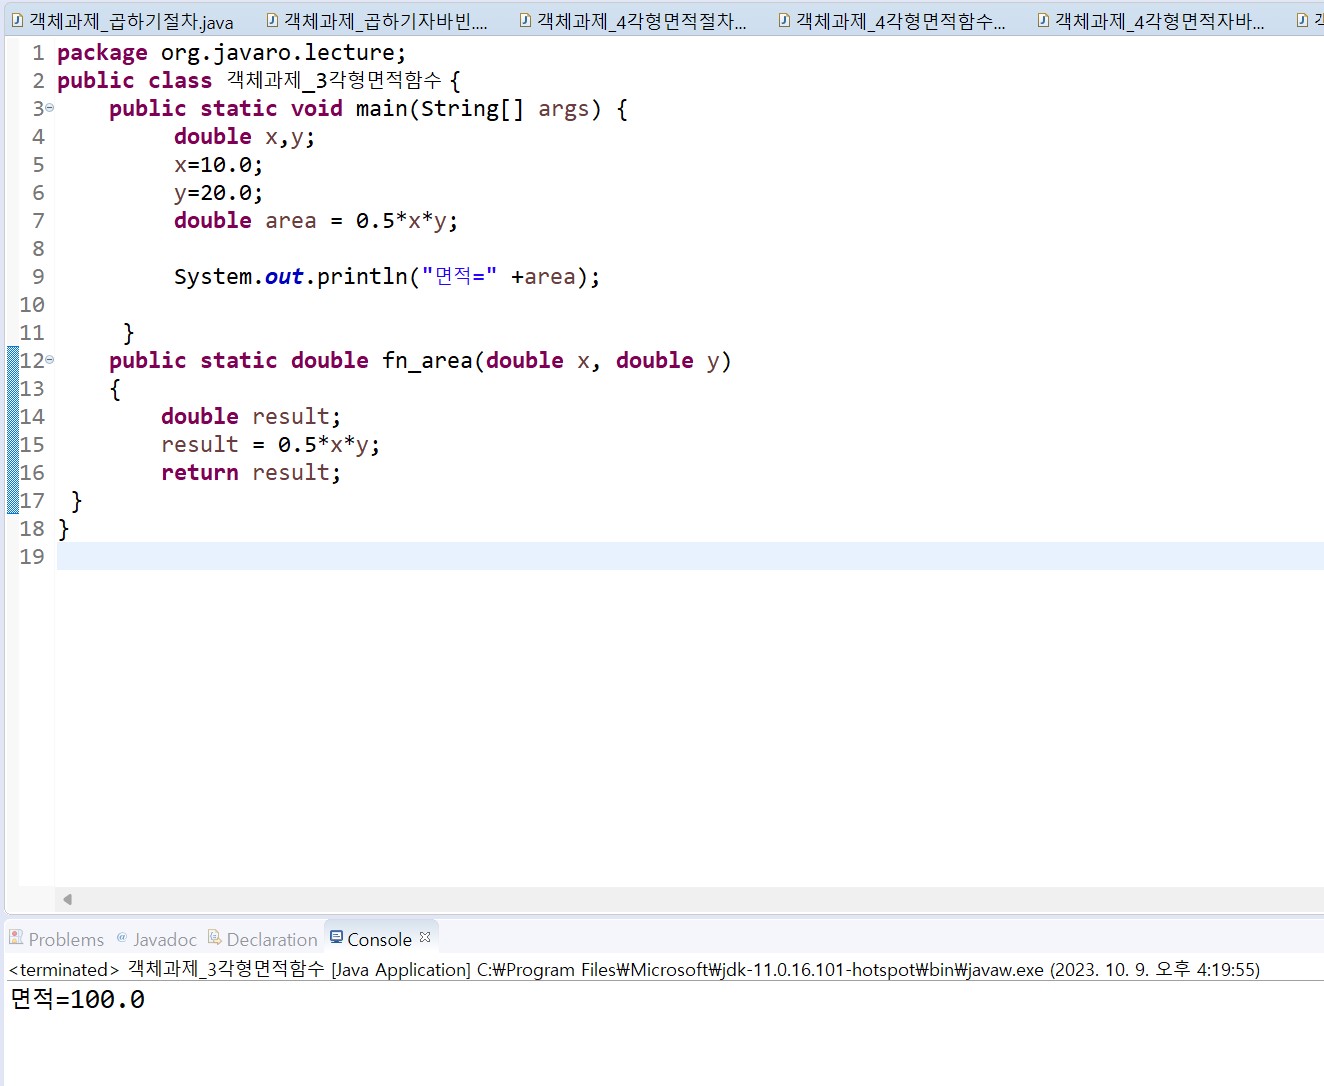 객체과제_곱하기절차.java 객체과제_곱하기자바빈.... 객체과제_4각형면적절차... 객체과제_4각형면적함수... 객체과제_4각형면적자바...
1 package org.javaro.lecture;
2 public class 객체과제_3각형면적함수 {
3 public static void main(String[] args) {
4 double x,y;
5 x=10.0;
6 y=20.0;
7 double area = 0.5*x*y;
8
9 System.out.println("면적=" +area);
10
11 }
12 public static double fn_area(double x, double y)
13 {
14 double result;
15 result = 0.5*x*y;
16 return result;
17 }
18 }
19
Problems @ Javadoc Declaration Console
<terminated> 객체과제_3각형면적함수 [Java Application] C:₩Program Files₩Microsoft₩jdk-11.0.16.101-hotspot₩bin₩javaw.exe (2023. 10. 9. 오후 4:19:55)
면적=100.0